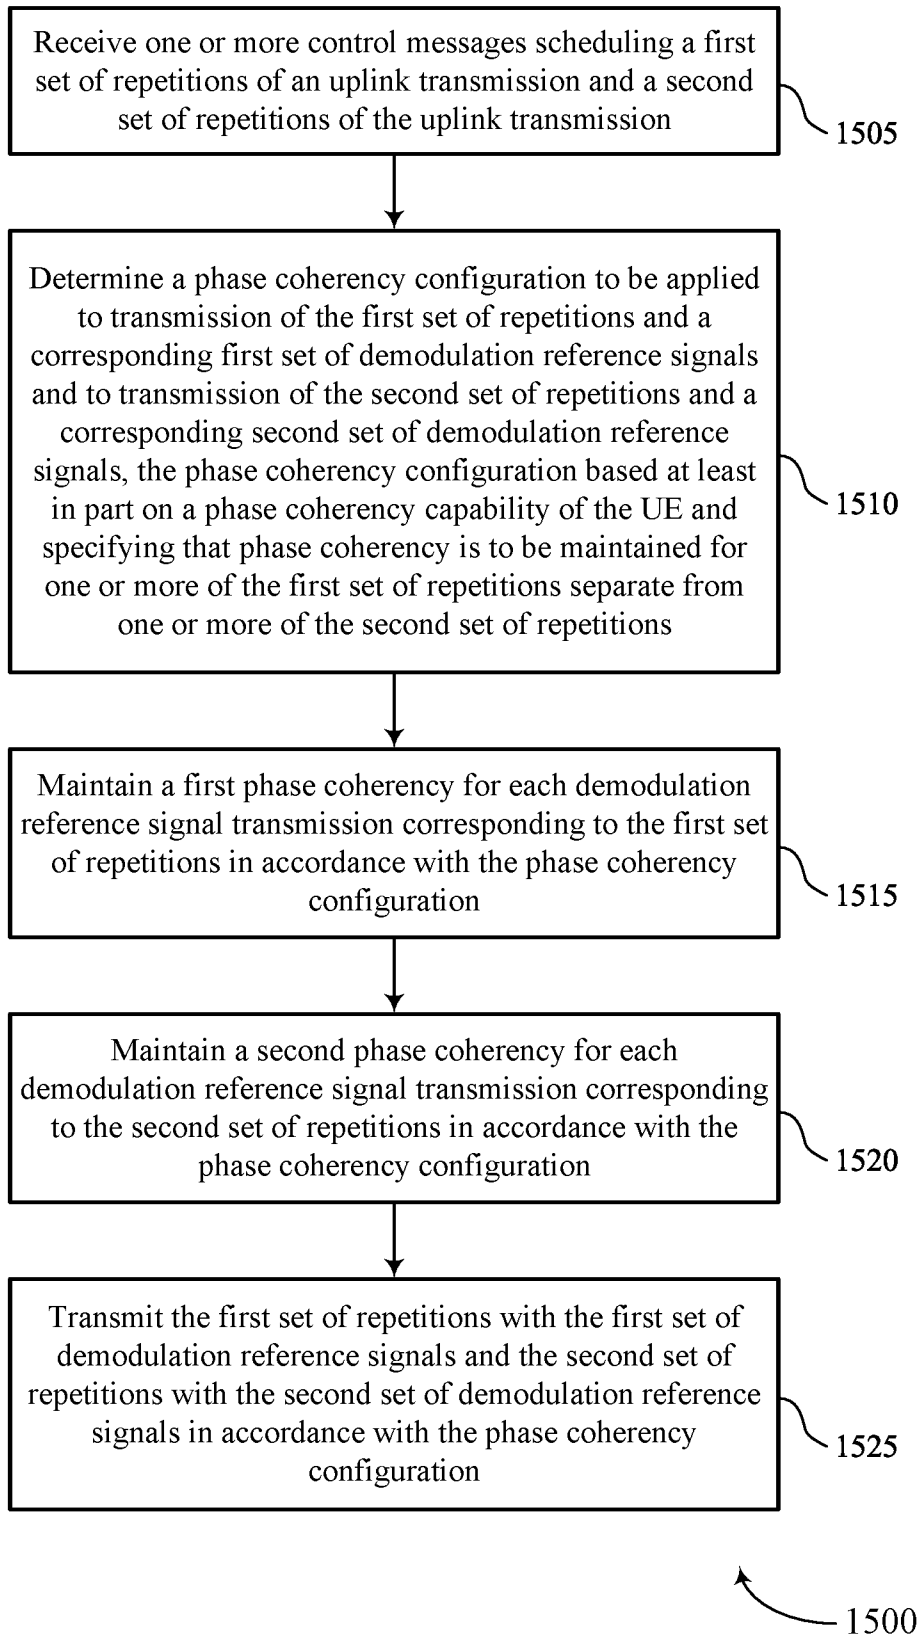 Receive one or more control messages scheduling a first
set of repetitions of an uplink transmission and a second
set of repetitions of the uplink transmission
1505
Determine a phase coherency configuration to be applied
to transmission of the first set of repetitions and a
corresponding first set of demodulation reference signals
and to transmission of the second set of repetitions and a
corresponding second set of demodulation reference
signals, the phase coherency configuration based at least
in part on a phase coherency capability of the UE and
specifying that phase coherency is to be maintained for
one or more of the first set of repetitions separate from
one or more of the second set of repetitions
1510
Maintain a first phase coherency for each demodulation
reference signal transmission corresponding to the first set
of repetitions in accordance with the phase coherency
configuration
1515
Maintain a second phase coherency for each
demodulation reference signal transmission corresponding
to the second set of repetitions in accordance with the
phase coherency configuration
1520
Transmit the first set of repetitions with the first set of
demodulation reference signals and the second set of
repetitions with the second set of demodulation reference
signals in accordance with the phase coherency
configuration
1525
1500